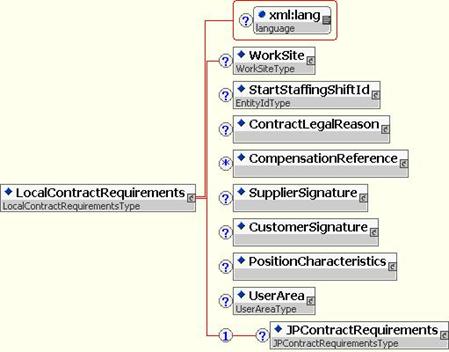 ? xml:lang
language
? WorkSite
WorkSiteType
? StartStaffingShiftId
EntityIdType
? ContractLegalReason
* CompensationReference
LocalContractRequirements
LocalContractRequirementsType
? SupplierSignature
? CustomerSignature
? PositionCharacteristics
? UserArea
UserAreaType
1 ? JPContractRequirements
JPContractRequirementsType